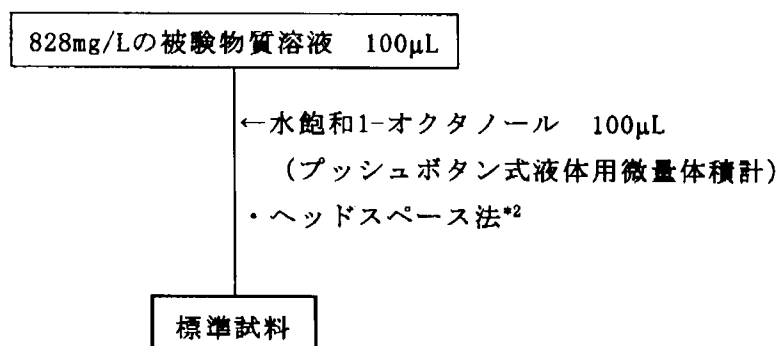 828mg/Lの被験物質溶液　100μL
←水飽和1-オクタノール　100μL
（プッシュボタン式液体用微量体積計）
・ヘッドスペース法*2
標準試料